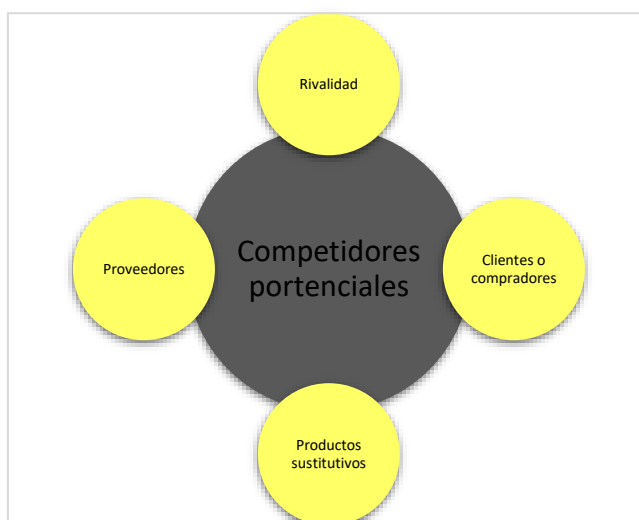 Rivalidad
Proveedores
Competidores
portenciales
Clientes o
compradores
Productos
sustitutivos